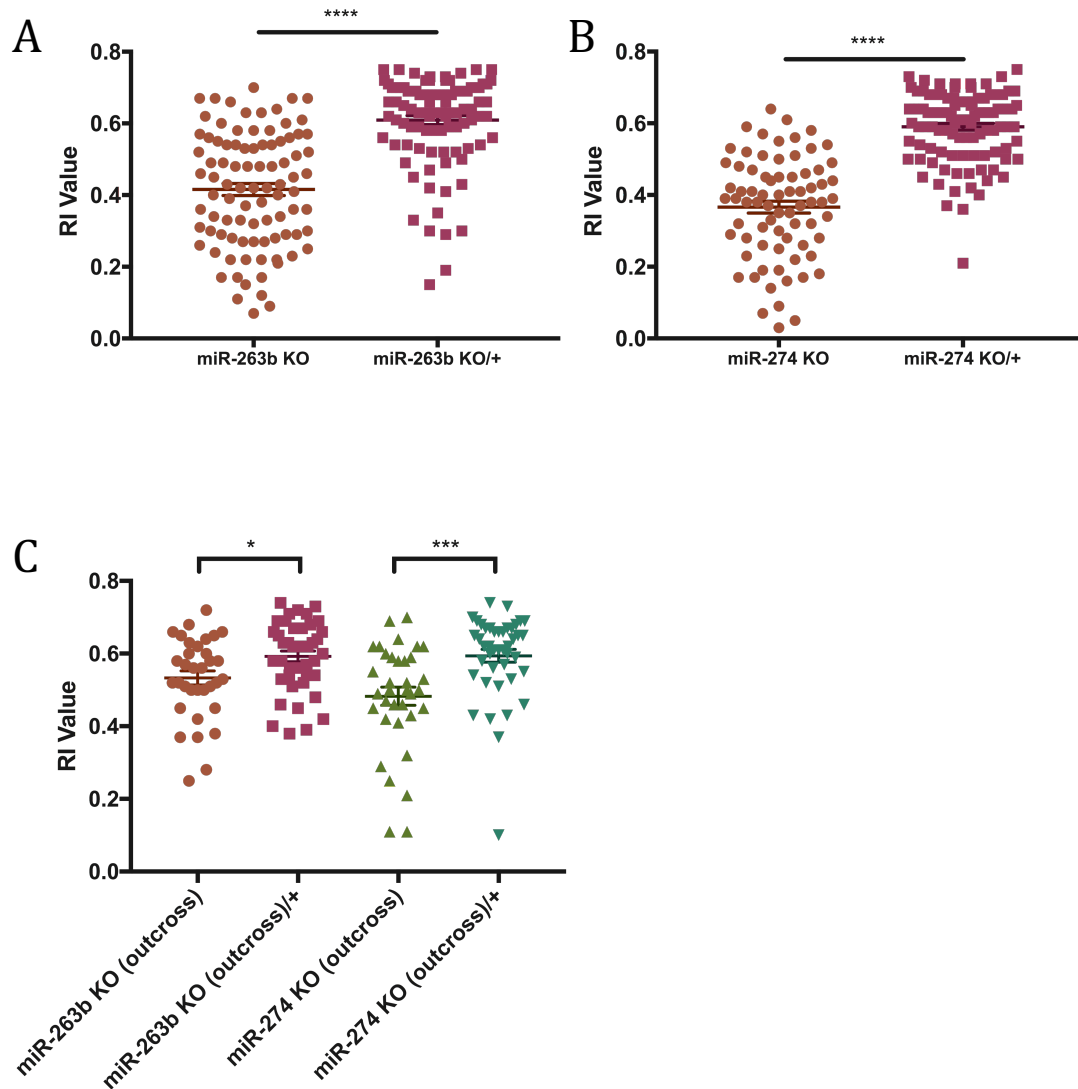 A
****
0.8
0.6
0.4
0.2
0.0
RI Value
miR-263b KO
miR-263b KO/+
B
****
0.8
0.6
0.4
0.2
0.0
RI Value
miR-274 KO
miR-274 KO/+
C
*
***
0.8
0.6
0.4
0.2
0.0
RI Value
miR-263b KO (outcross)
miR-263b KO (outcross)/+
miR-274 KO (outcross)
miR-274 KO (outcross)/+